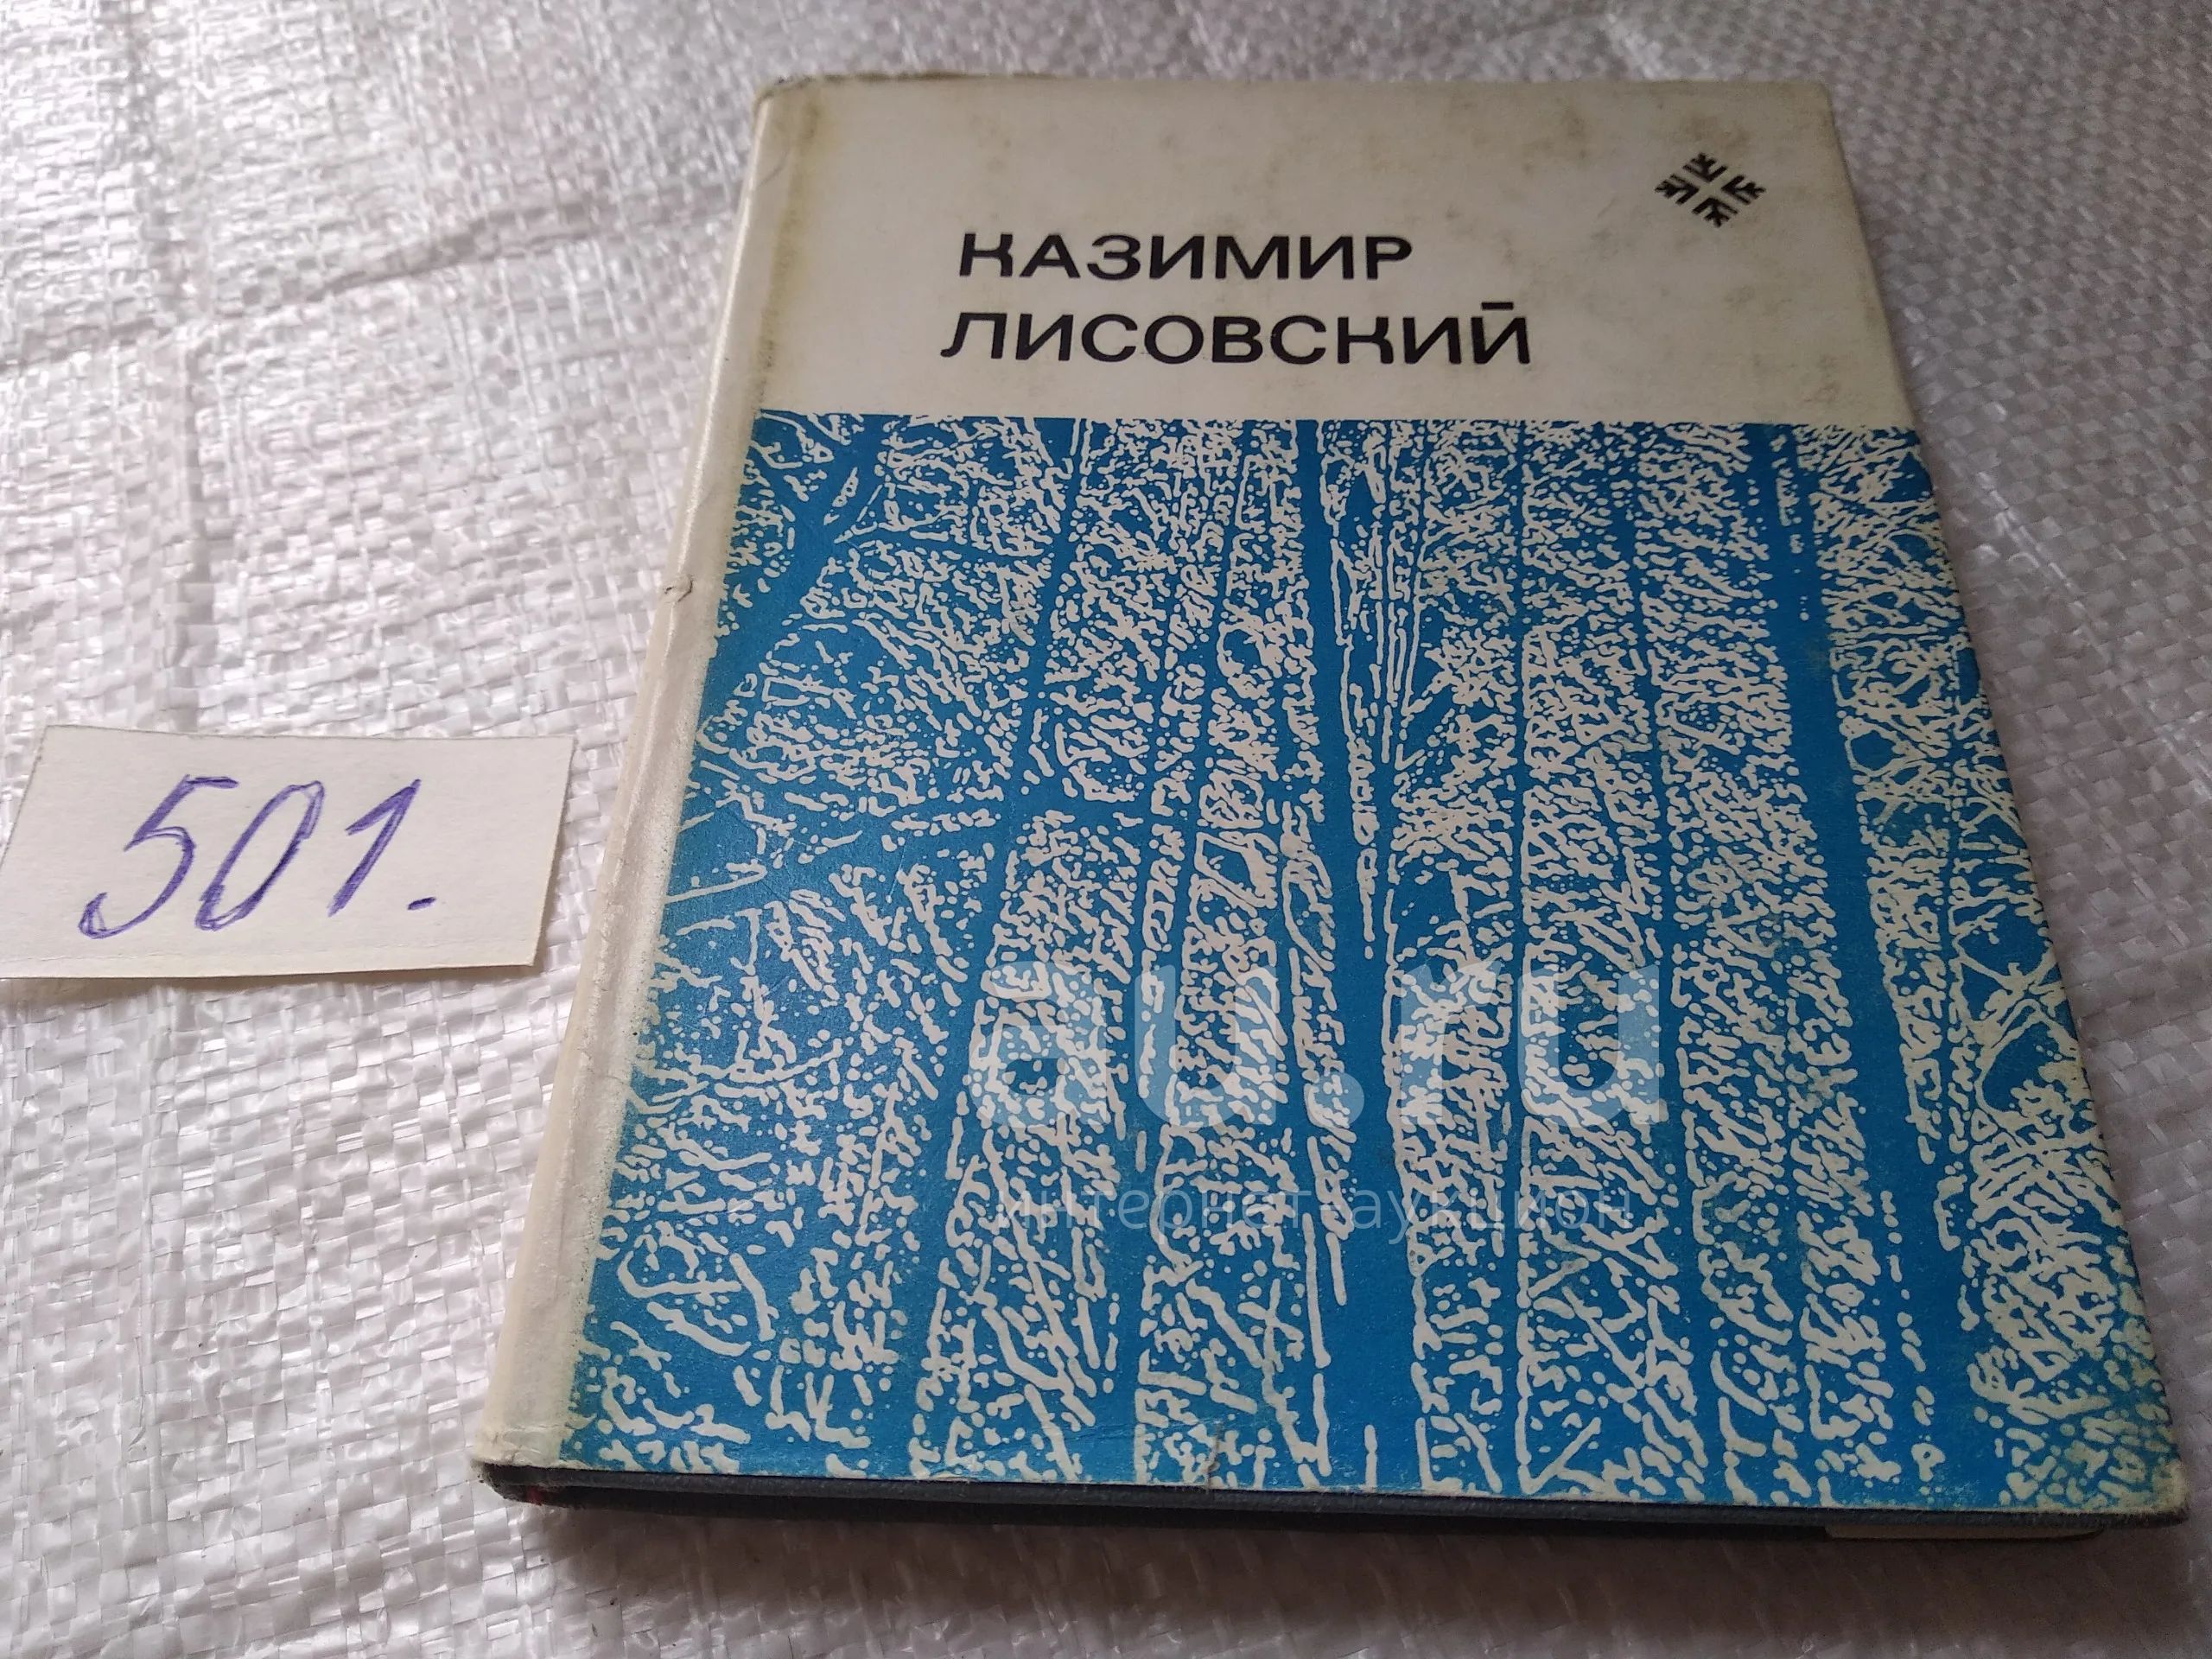 КАЗИМИР
ЛИСОВСКИЙ
501.
au.ru
интернет-аукцион